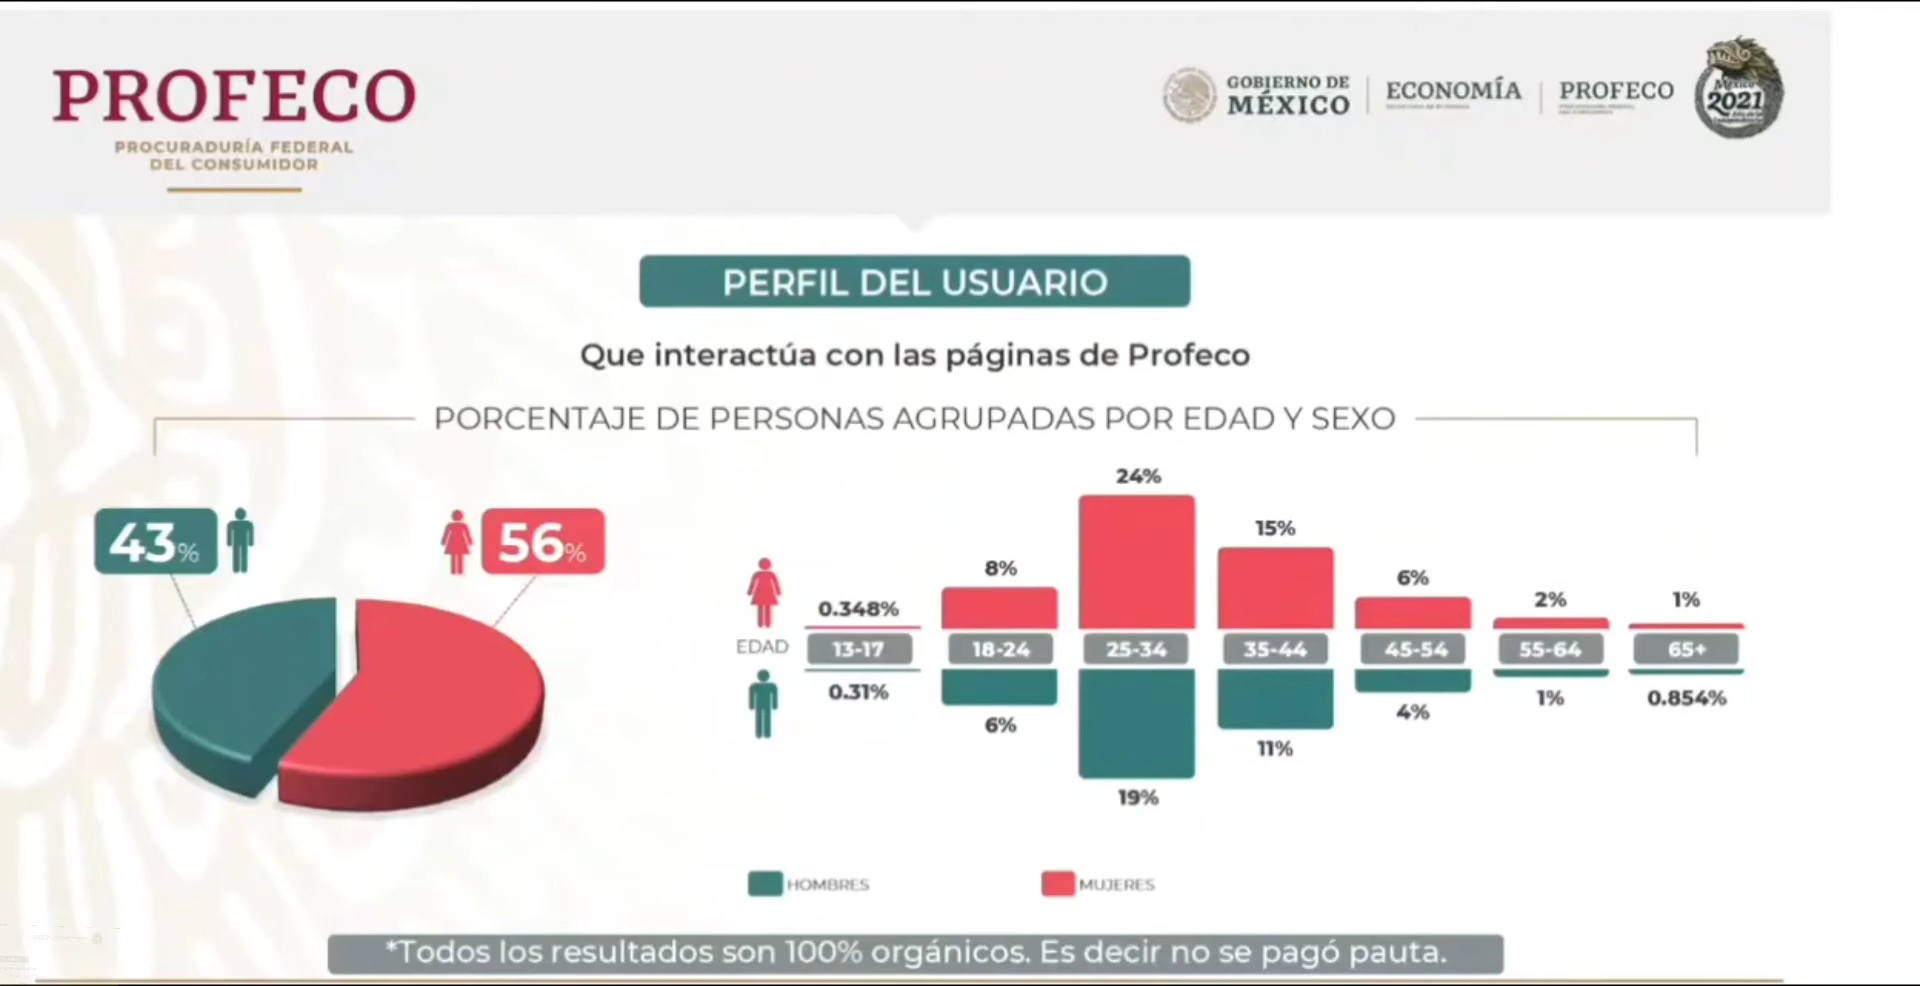 PROFECO
PROCURADURÍA FEDERAL
DEL CONSUMIDOR
GOBIERNO DE
MÉXICO
ECONOMÍA
PROFECO
México
2021
PERFIL DEL USUARIO
Que interactúa con las páginas de Profeco
PORCENTAJE DE PERSONAS AGRUPADAS POR EDAD Y SEXO
43%
56%
0.348% 8% 24% 15% 6% 2% 1%
EDAD 13-17 18-24 25-34 35-44 45-54 55-64 65+
0.31% 6% 19% 11% 4% 1% 0.854%
HOMBRES MUJERES
*Todos los resultados son 100% orgánicos. Es decir no se pagó pauta.